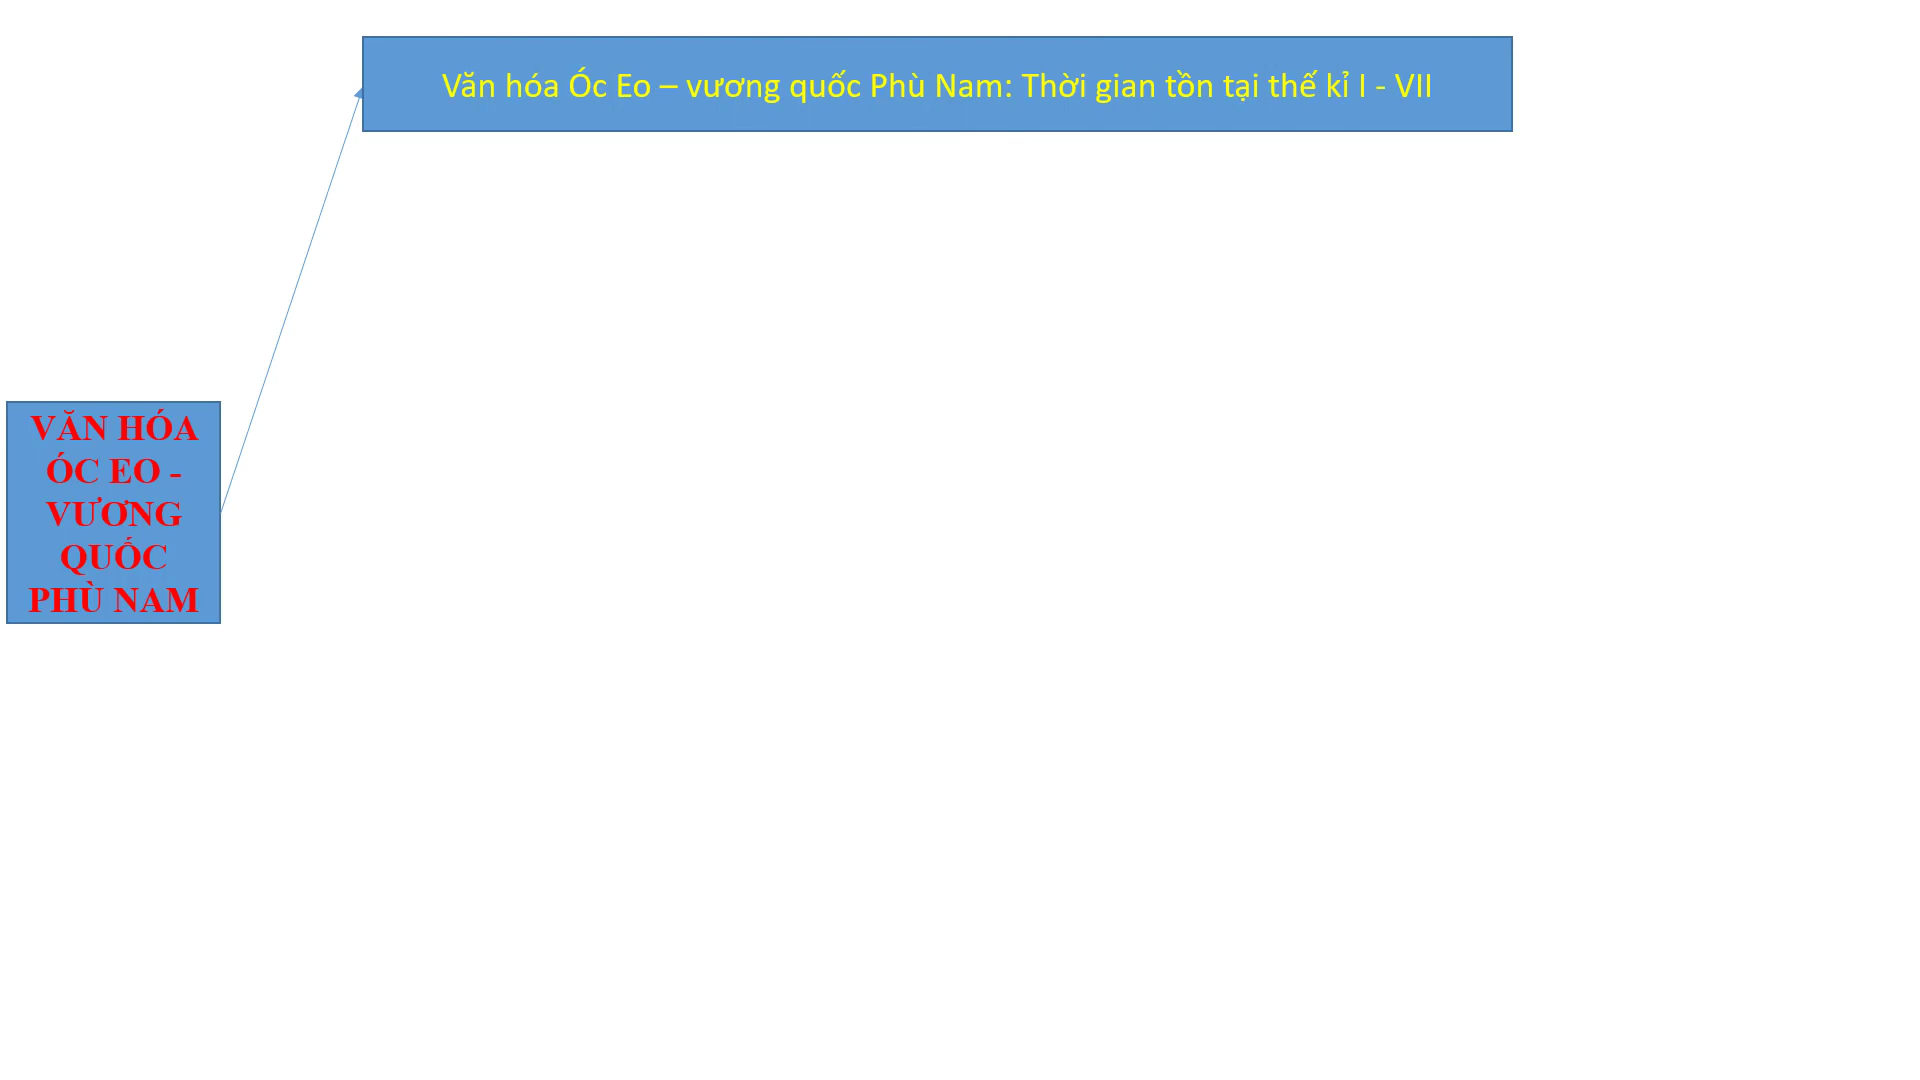 Văn hóa Óc Eo – vương quốc Phù Nam: Thời gian tồn tại thế kỉ I - VII
VĂN HÓA
ÓC EO -
VƯƠNG
QUỐC
PHÙ NAM